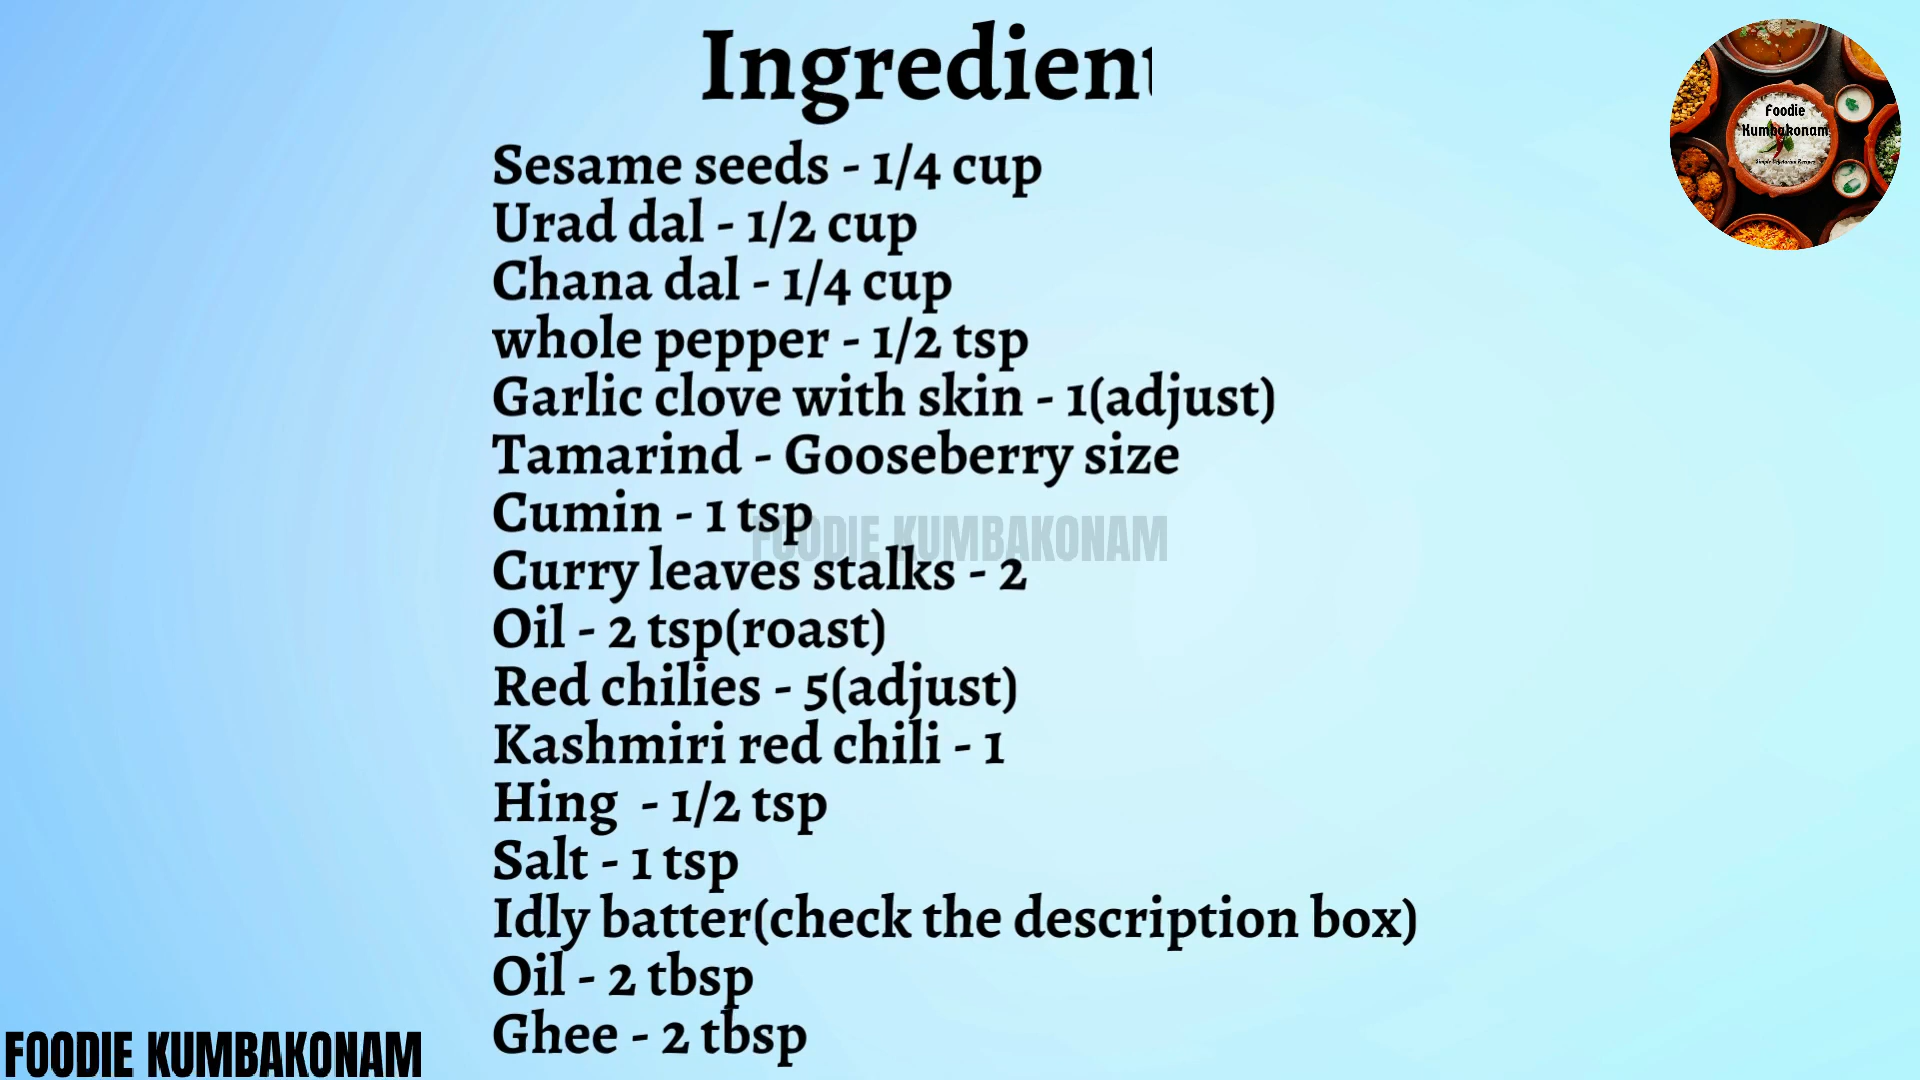 Ingredient
Foodie
Kumbakonam
Simple Vegetarian Recipes
Sesame seeds - 1/4 cup
Urad dal - 1/2 cup
Chana dal - 1/4 cup
whole pepper - 1/2 tsp
Garlic clove with skin - 1(adjust)
Tamarind - Gooseberry size
Cumin - 1 tsp
FOODIE KUMBAKONAM
Curry leaves stalks - 2
Oil - 2 tsp(roast)
Red chilies - 5(adjust)
Kashmiri red chili - 1
Hing  - 1/2 tsp
Salt - 1 tsp
Idly batter(check the description box)
Oil - 2 tbsp
Ghee - 2 tbsp
FOODIE KUMBAKONAM